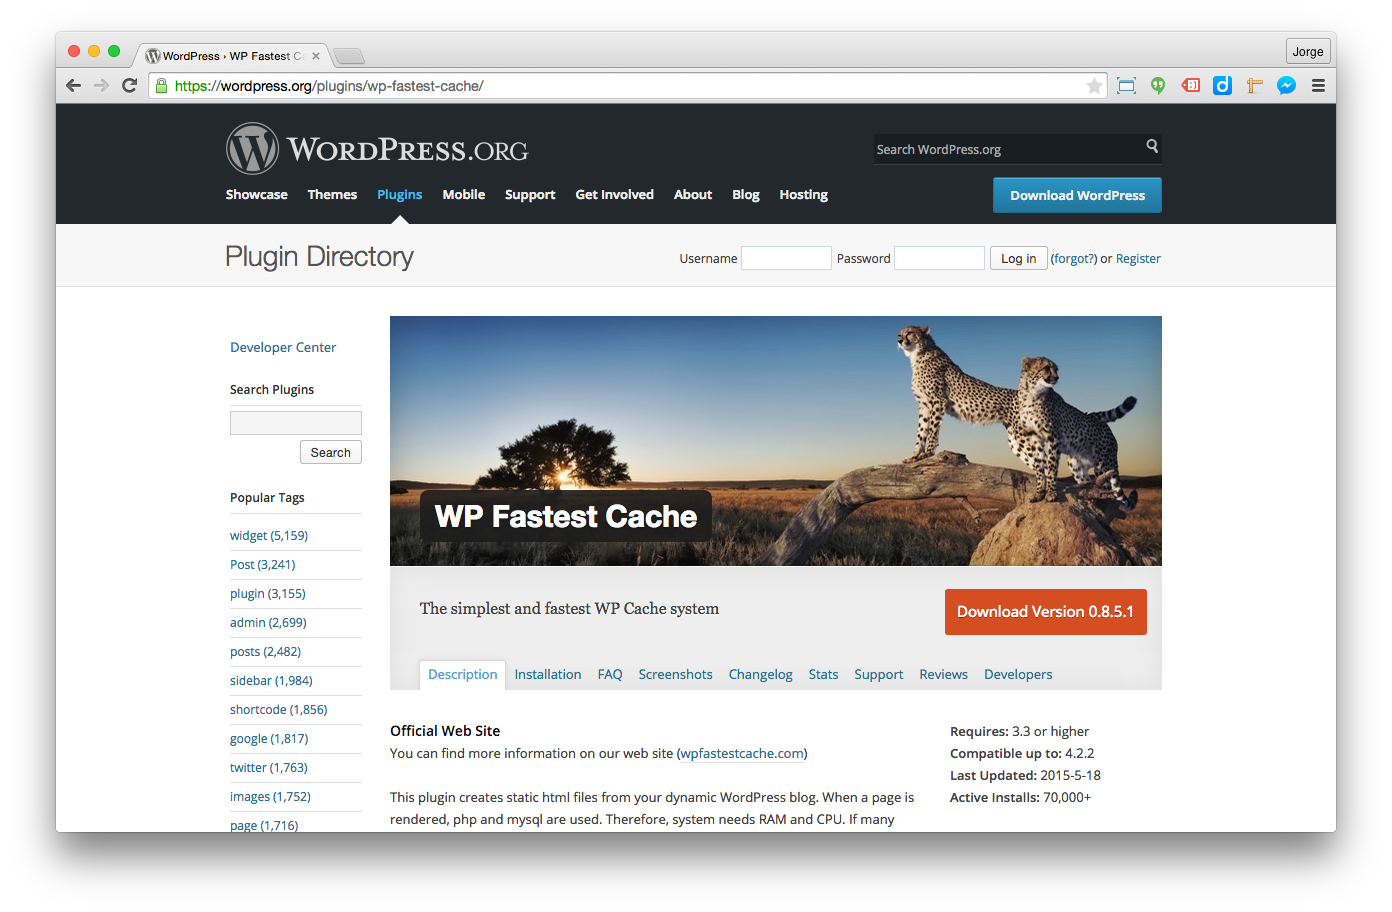 WordPress › WP Fastest Ca
Jorge
https://wordpress.org/plugins/wp-fastest-cache/
WORDPRESS.ORG
Search WordPress.org
Showcase Themes Plugins Mobile Support Get Involved About Blog Hosting
Download WordPress
Plugin Directory
Username Password Log in (forgot?) or Register
Developer Center
Search Plugins
Search
Popular Tags
widget (5,159)
Post (3,241)
plugin (3,155)
admin (2,699)
posts (2,482)
sidebar (1,984)
shortcode (1,856)
google (1,817)
twitter (1,763)
images (1,752)
page (1,716)
WP Fastest Cache
The simplest and fastest WP Cache system
Download Version 0.8.5.1
Description Installation FAQ Screenshots Changelog Stats Support Reviews Developers
Official Web Site
You can find more information on our web site (wpfastestcache.com)
This plugin creates static html files from your dynamic WordPress blog. When a page is
rendered, php and mysql are used. Therefore, system needs RAM and CPU. If many
Requires: 3.3 or higher
Compatible up to: 4.2.2
Last Updated: 2015-5-18
Active Installs: 70,000+